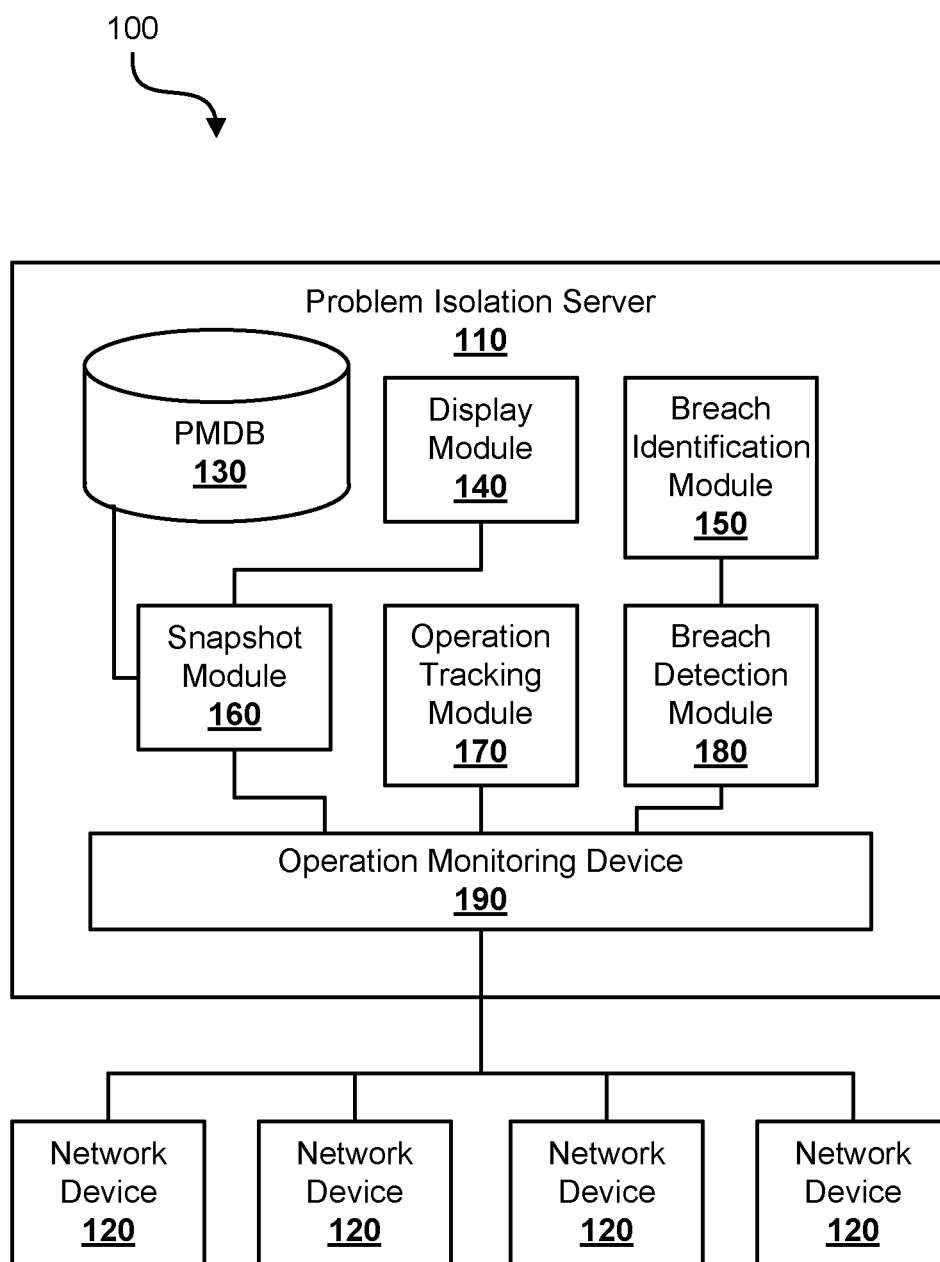 100
Problem Isolation Server
110
PMDB
130
Display
Module
140
Breach
Identification
Module
150
Snapshot
Module
160
Operation
Tracking
Module
170
Breach
Detection
Module
180
Operation Monitoring Device
190
Network
Device
120
Network
Device
120
Network
Device
120
Network
Device
120